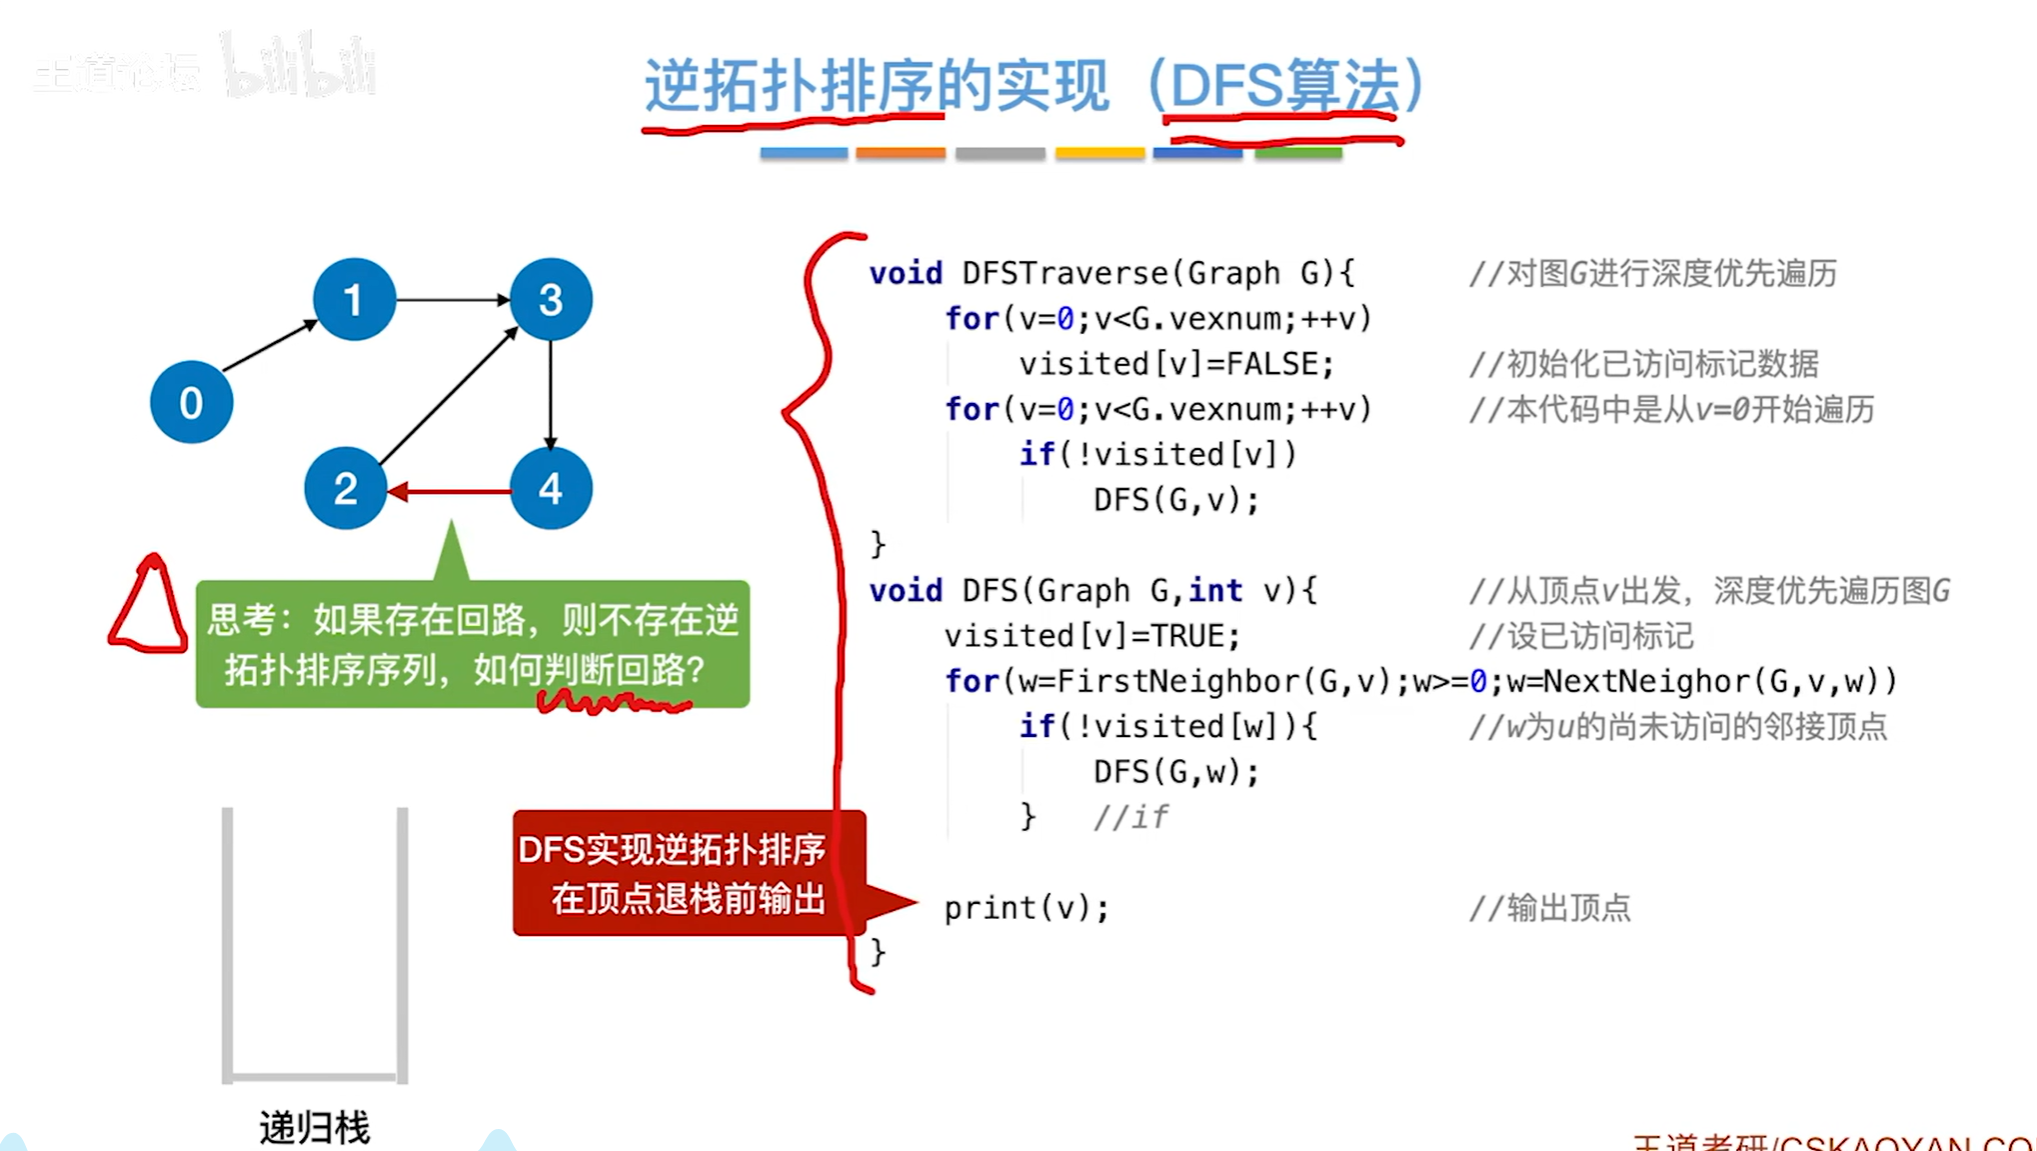 王道论坛 bilibili
逆拓扑排序的实现（DFS算法）
1
3
0
2
4
思考：如果存在回路，则不存在逆
拓扑排序序列，如何判断回路?
void DFSTraverse(Graph G){ //对图G进行深度优先遍历
for(v=0;v<G.vexnum;++v)
visited[v]=FALSE; //初始化已访问标记数据
for(v=0;v<G.vexnum;++v) //本代码中是从v=0开始遍历
if(!visited[v])
DFS(G,v);
}
void DFS(Graph G,int v){ //从顶点v出发，深度优先遍历图G
visited[v]=TRUE; //设已访问标记
for(w=FirstNeighbor(G,v);w>=0;w=NextNeighor(G,v,w))
if(!visited[w]){ //w为u的尚未访问的邻接顶点
DFS(G,w);
} //if
print(v); //输出顶点
}
DFS实现逆拓扑排序
在顶点退栈前输出
递归栈
王道考研/CSKAOYAN.CO